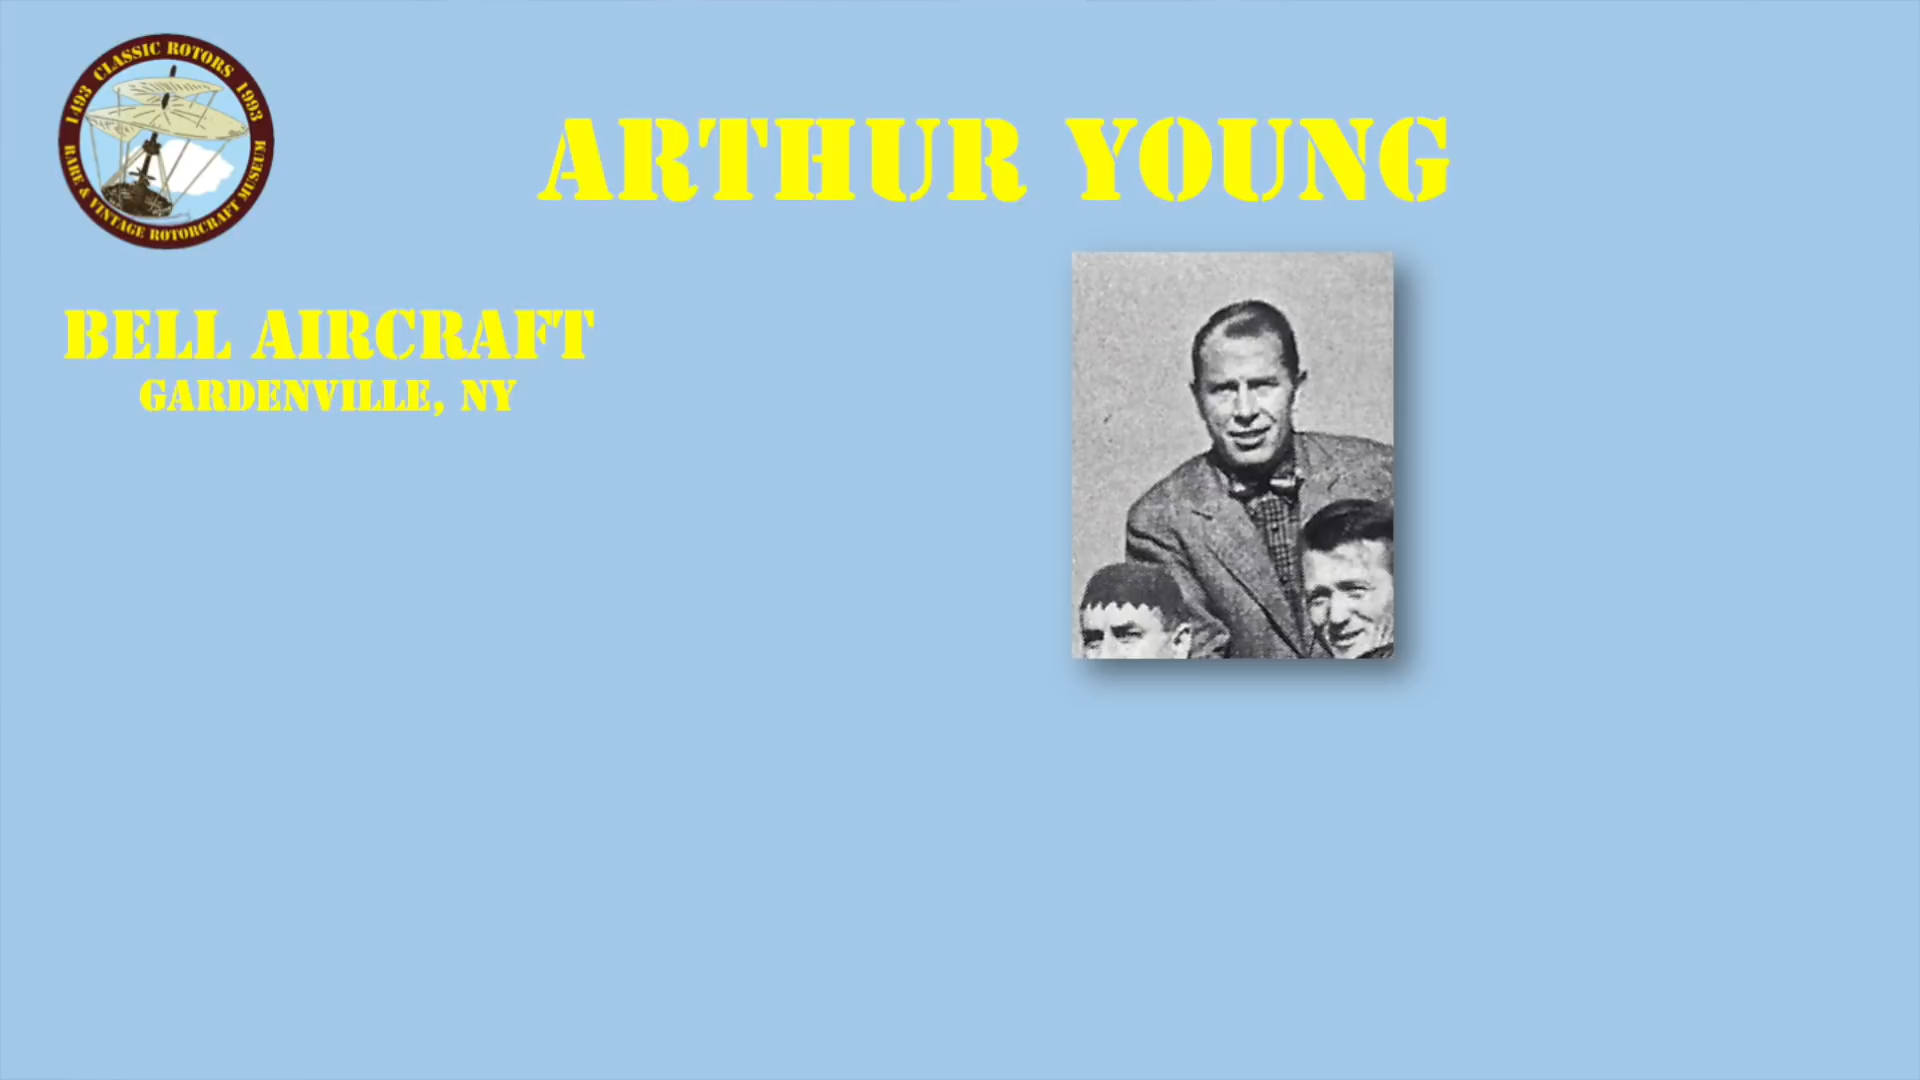 1493 CLASSIC ROTORS 1993
RARE & VINTAGE ROTORCRAFT MUSEUM
ARTHUR YOUNG
BELL AIRCRAFT
GARDENVILLE, NY